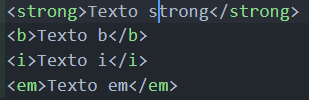 <strong>Texto strong</strong>
<b>Texto b</b>
<i>Texto i</i>
<em>Texto em</em>